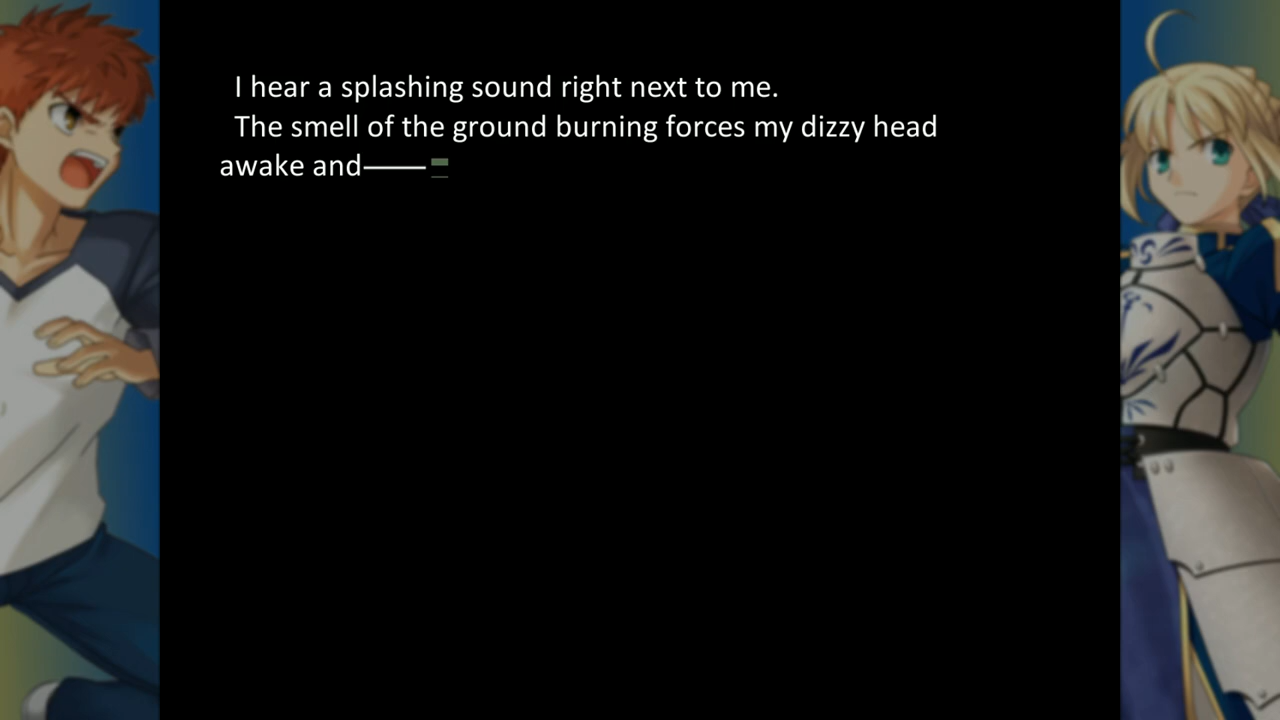 I hear a splashing sound right next to me.
The smell of the ground burning forces my dizzy head
awake and――